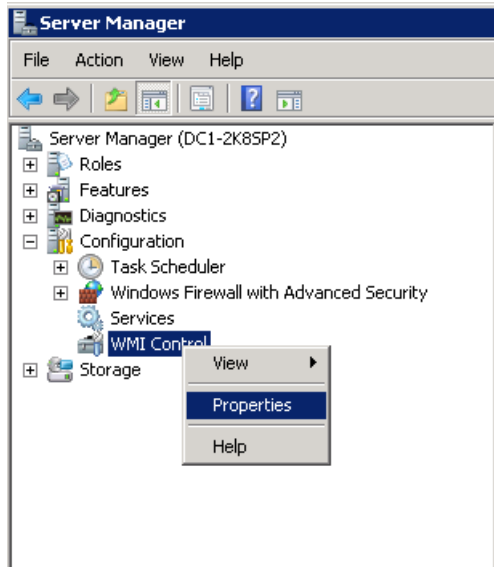 Server Manager
File Action View Help
Server Manager (DC1-2K8SP2)
Roles
Features
Diagnostics
Configuration
Task Scheduler
Windows Firewall with Advanced Security
Services
WMI Control
View
Storage
Properties
Help